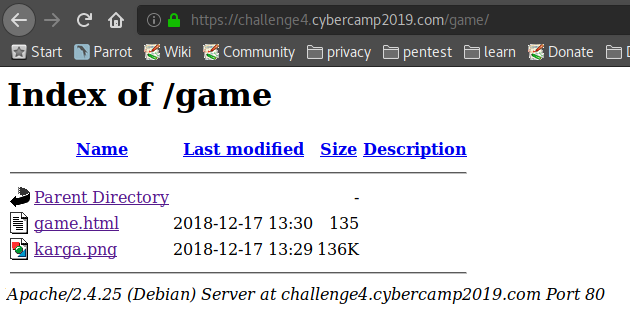 https://challenge4.cybercamp2019.com/game/
Start Parrot Wiki Community privacy pentest learn Donate
Index of /game
Name Last modified Size Description
Parent Directory -
game.html 2018-12-17 13:30 135
karga.png 2018-12-17 13:29 136K
Apache/2.4.25 (Debian) Server at challenge4.cybercamp2019.com Port 80